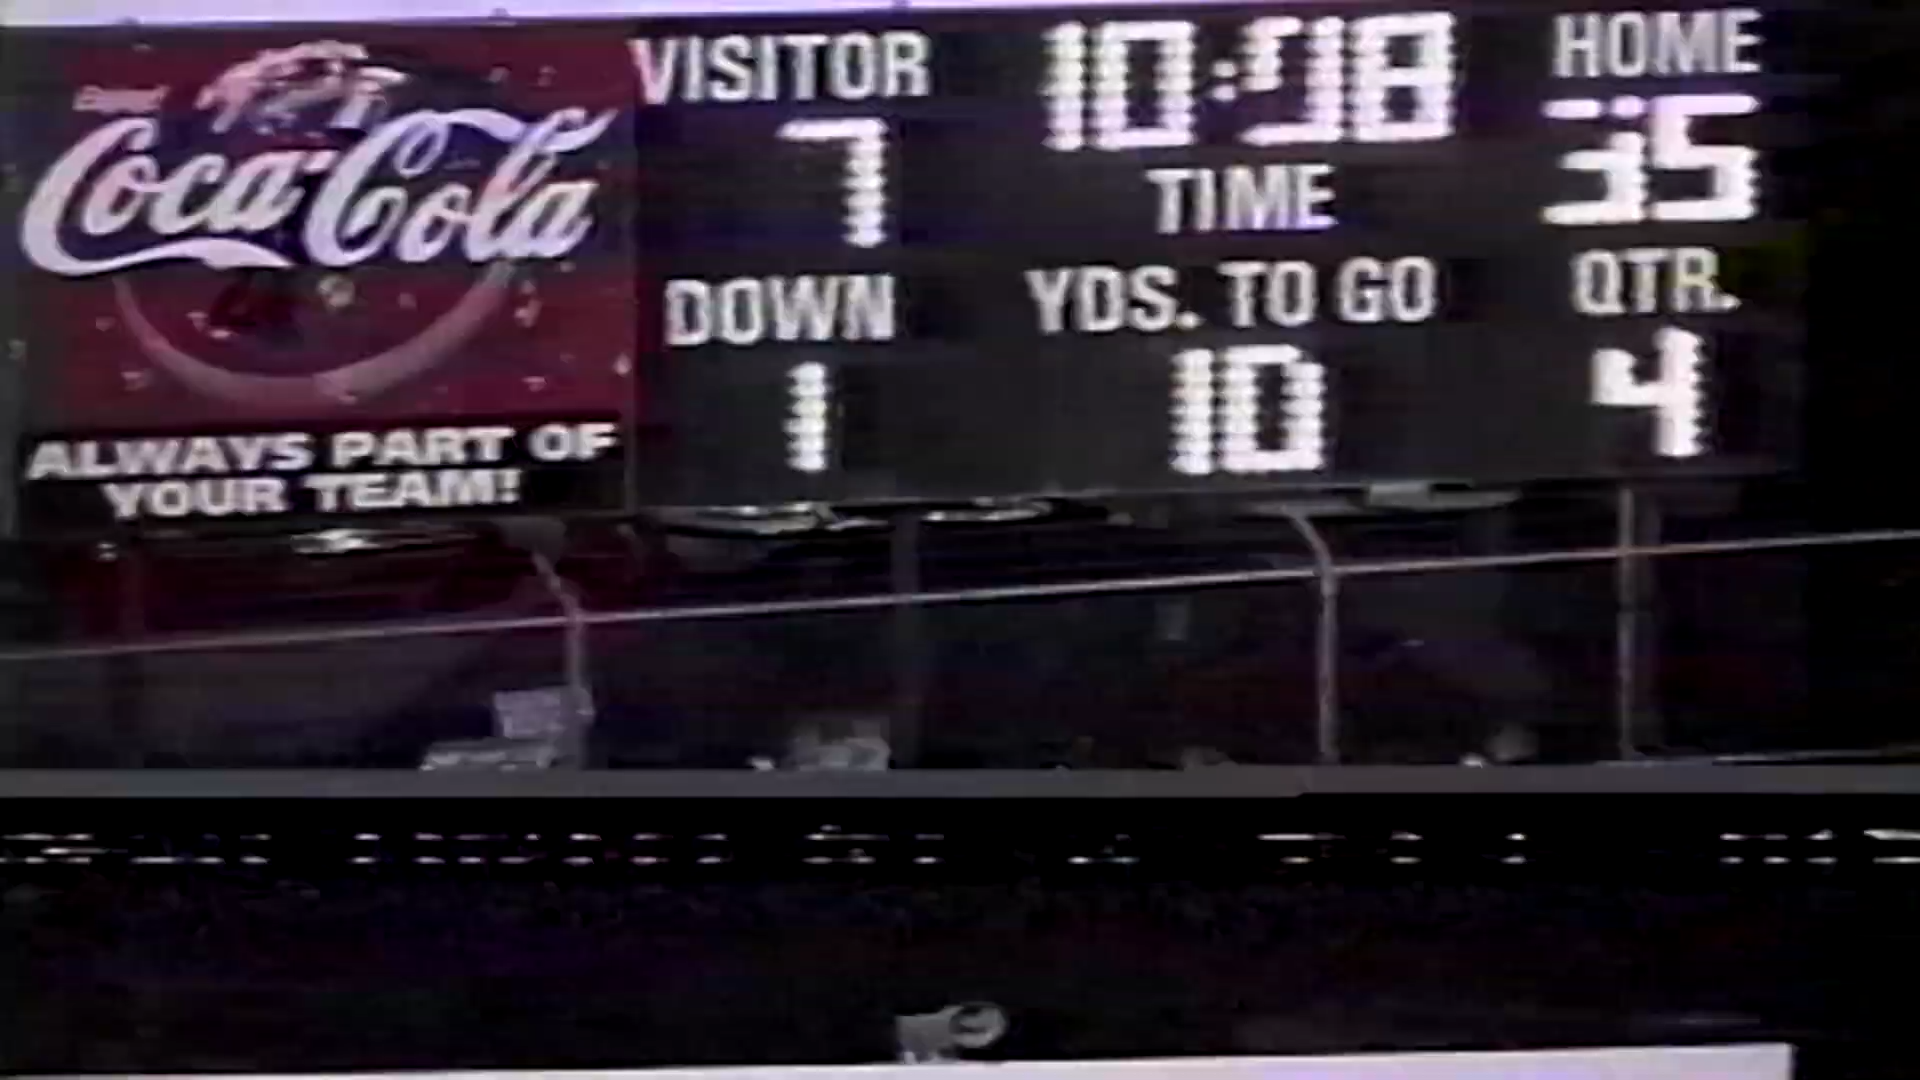 Coca-Cola
ALWAYS PART OF
YOUR TEAM!
VISITOR
7
10:08
TIME
HOME
35
DOWN
1
YDS. TO GO
10
QTR.
4